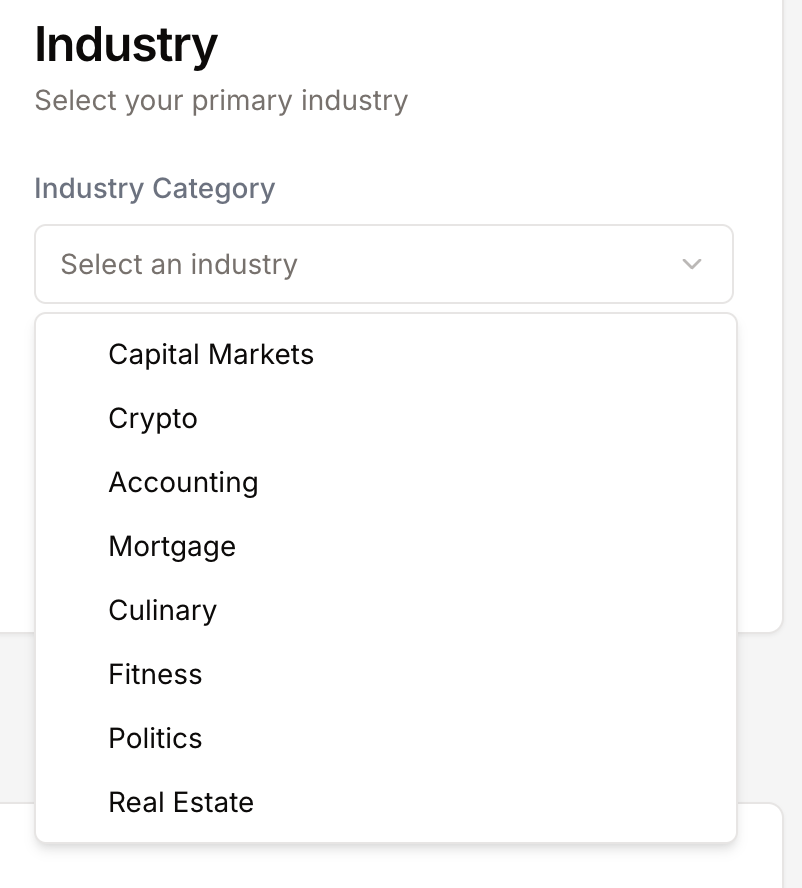 Industry
Select your primary industry
Industry Category
Select an industry
Capital Markets
Crypto
Accounting
Mortgage
Culinary
Fitness
Politics
Real Estate